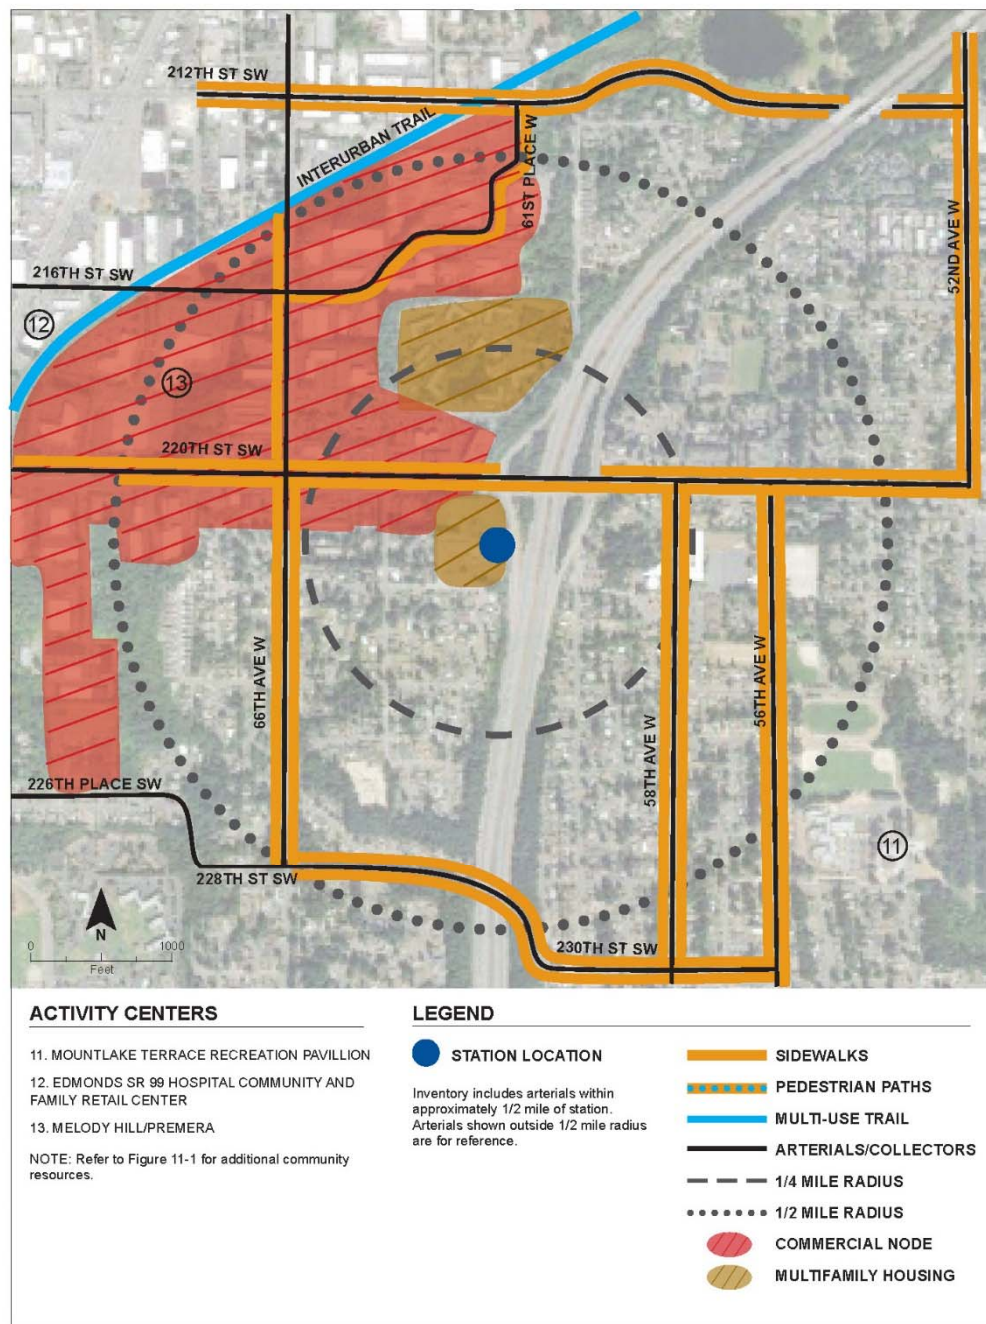 212TH ST SW
INTERURBAN TRAIL
61ST PLACE W
52ND AVE W
216TH ST SW
12
13
220TH ST SW
66TH AVE W
58TH AVE W
56TH AVE W
226TH PLACE SW
11
228TH ST SW
230TH ST SW
N
0 1000
Feet
ACTIVITY CENTERS
11. MOUNTLAKE TERRACE RECREATION PAVILLION
12. EDMONDS SR 99 HOSPITAL COMMUNITY AND
FAMILY RETAIL CENTER
13. MELODY HILL/PREMERA
NOTE: Refer to Figure 11-1 for additional community
resources.
LEGEND
STATION LOCATION
Inventory includes arterials within
approximately 1/2 mile of station.
Arterials shown outside 1/2 mile radius
are for reference.
SIDEWALKS
PEDESTRIAN PATHS
MULTI-USE TRAIL
ARTERIALS/COLLECTORS
1/4 MILE RADIUS
1/2 MILE RADIUS
COMMERCIAL NODE
MULTIFAMILY HOUSING